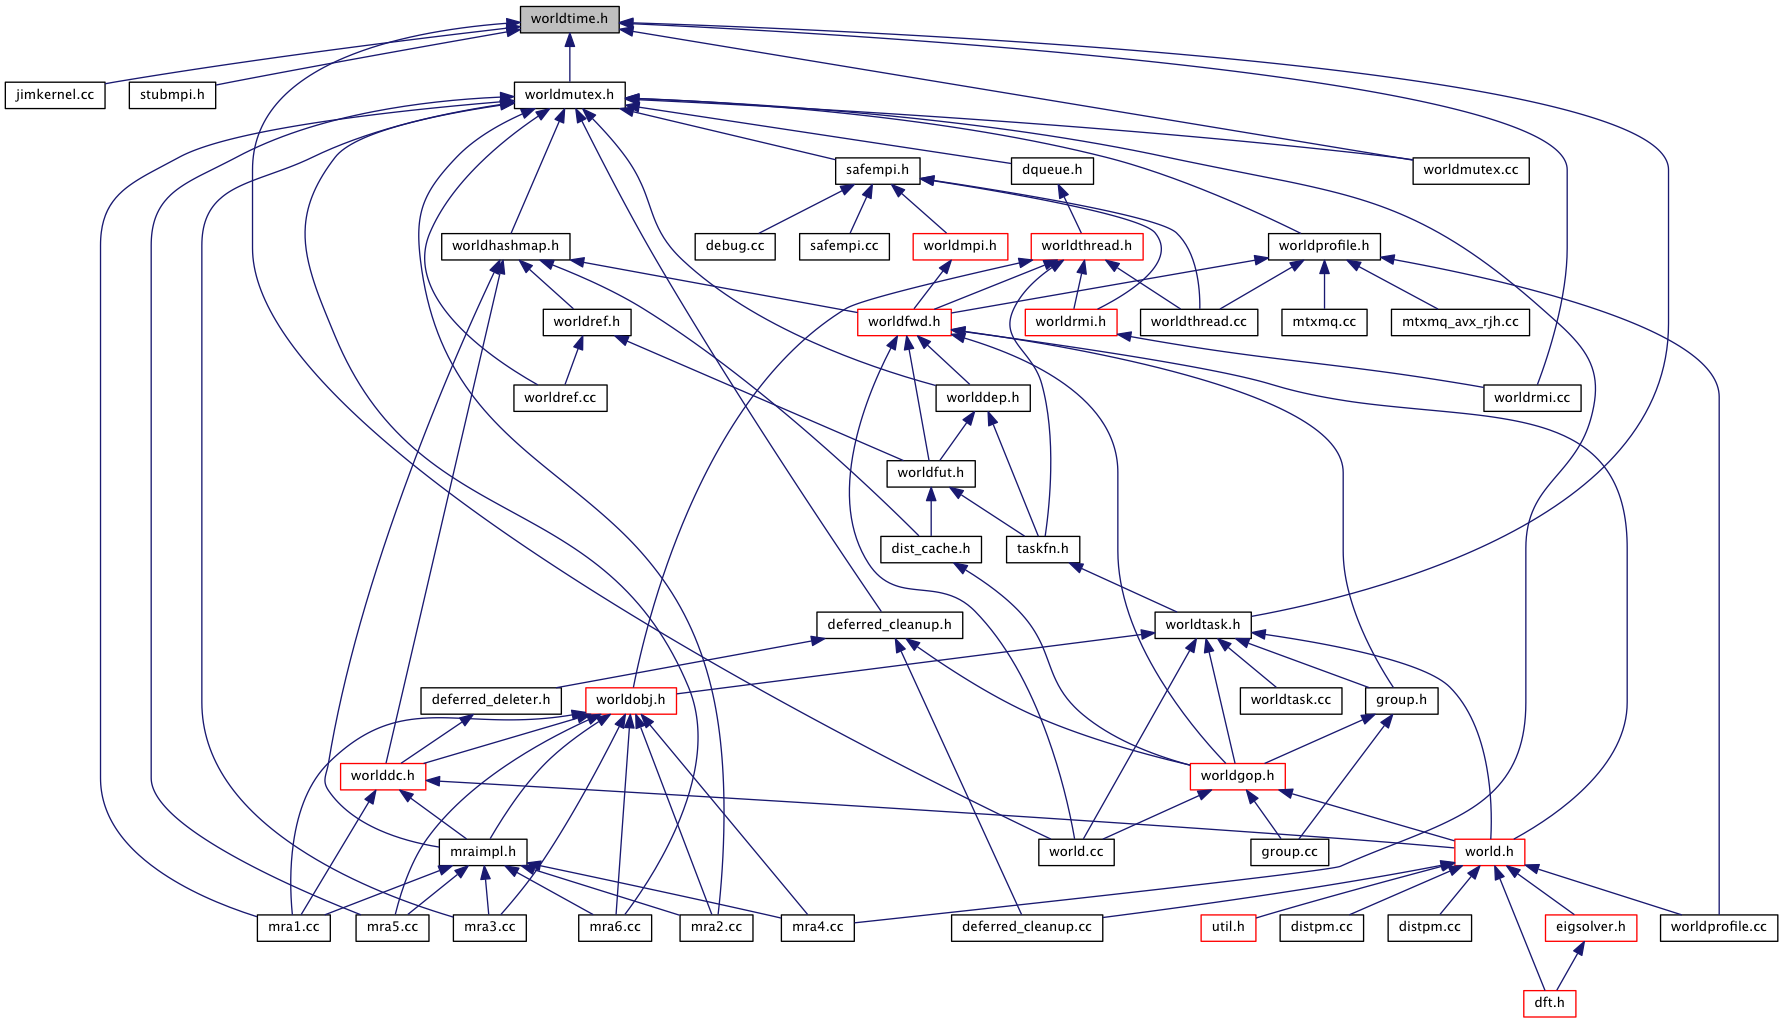 worldtime.h
jimkernel.cc
stubmpi.h
worldmutex.h
safempi.h
dqueue.h
worldmutex.cc
worldhashmap.h
debug.cc
safempi.cc
worldmpi.h
worldthread.h
worldprofile.h
worldref.h
worldfwd.h
worldrmi.h
worldthread.cc
mtxmq.cc
mtxmq_avx_rjh.cc
worldref.cc
worlddep.h
worldrmi.cc
worldfut.h
dist_cache.h
taskfn.h
deferred_cleanup.h
worldtask.h
deferred_deleter.h
worldobj.h
worldtask.cc
group.h
worlddc.h
worldgop.h
mraimpl.h
world.cc
group.cc
world.h
mra1.cc
mra5.cc
mra3.cc
mra6.cc
mra2.cc
mra4.cc
deferred_cleanup.cc
util.h
distpm.cc
distpm.cc
eigsolver.h
worldprofile.cc
dft.h